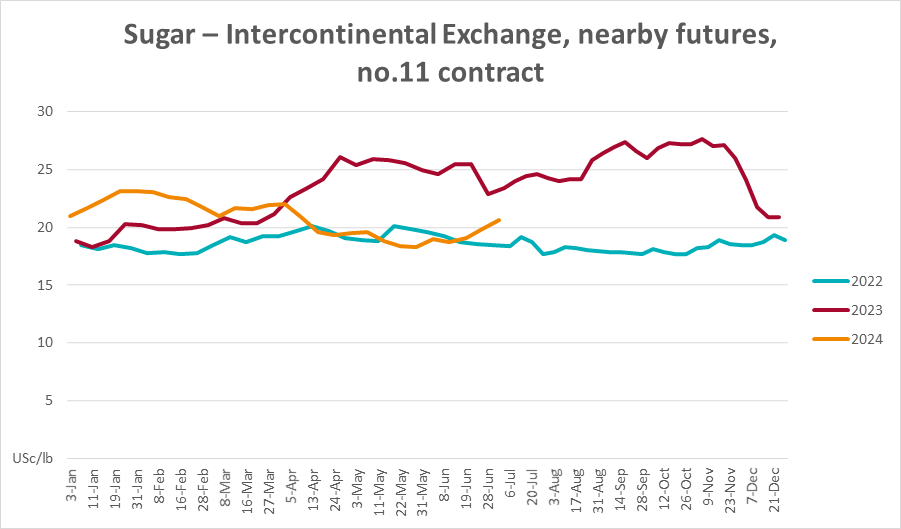 Sugar – Intercontinental Exchange, nearby futures,
no.11 contract
30
25
20
15
10
5
USc/lb
3-Jan
11-Jan
19-Jan
31-Jan
8-Feb
16-Feb
28-Feb
8-Mar
16-Mar
27-Mar
5-Apr
13-Apr
24-Apr
3-May
11-May
19-May
31-May
8-Jun
16-Jun
28-Jun
6-Jul
20-Jul
3-Aug
17-Aug
31-Aug
14-Sep
28-Sep
12-Oct
26-Oct
9-Nov
23-Nov
7-Dec
21-Dec
2022
2023
2024